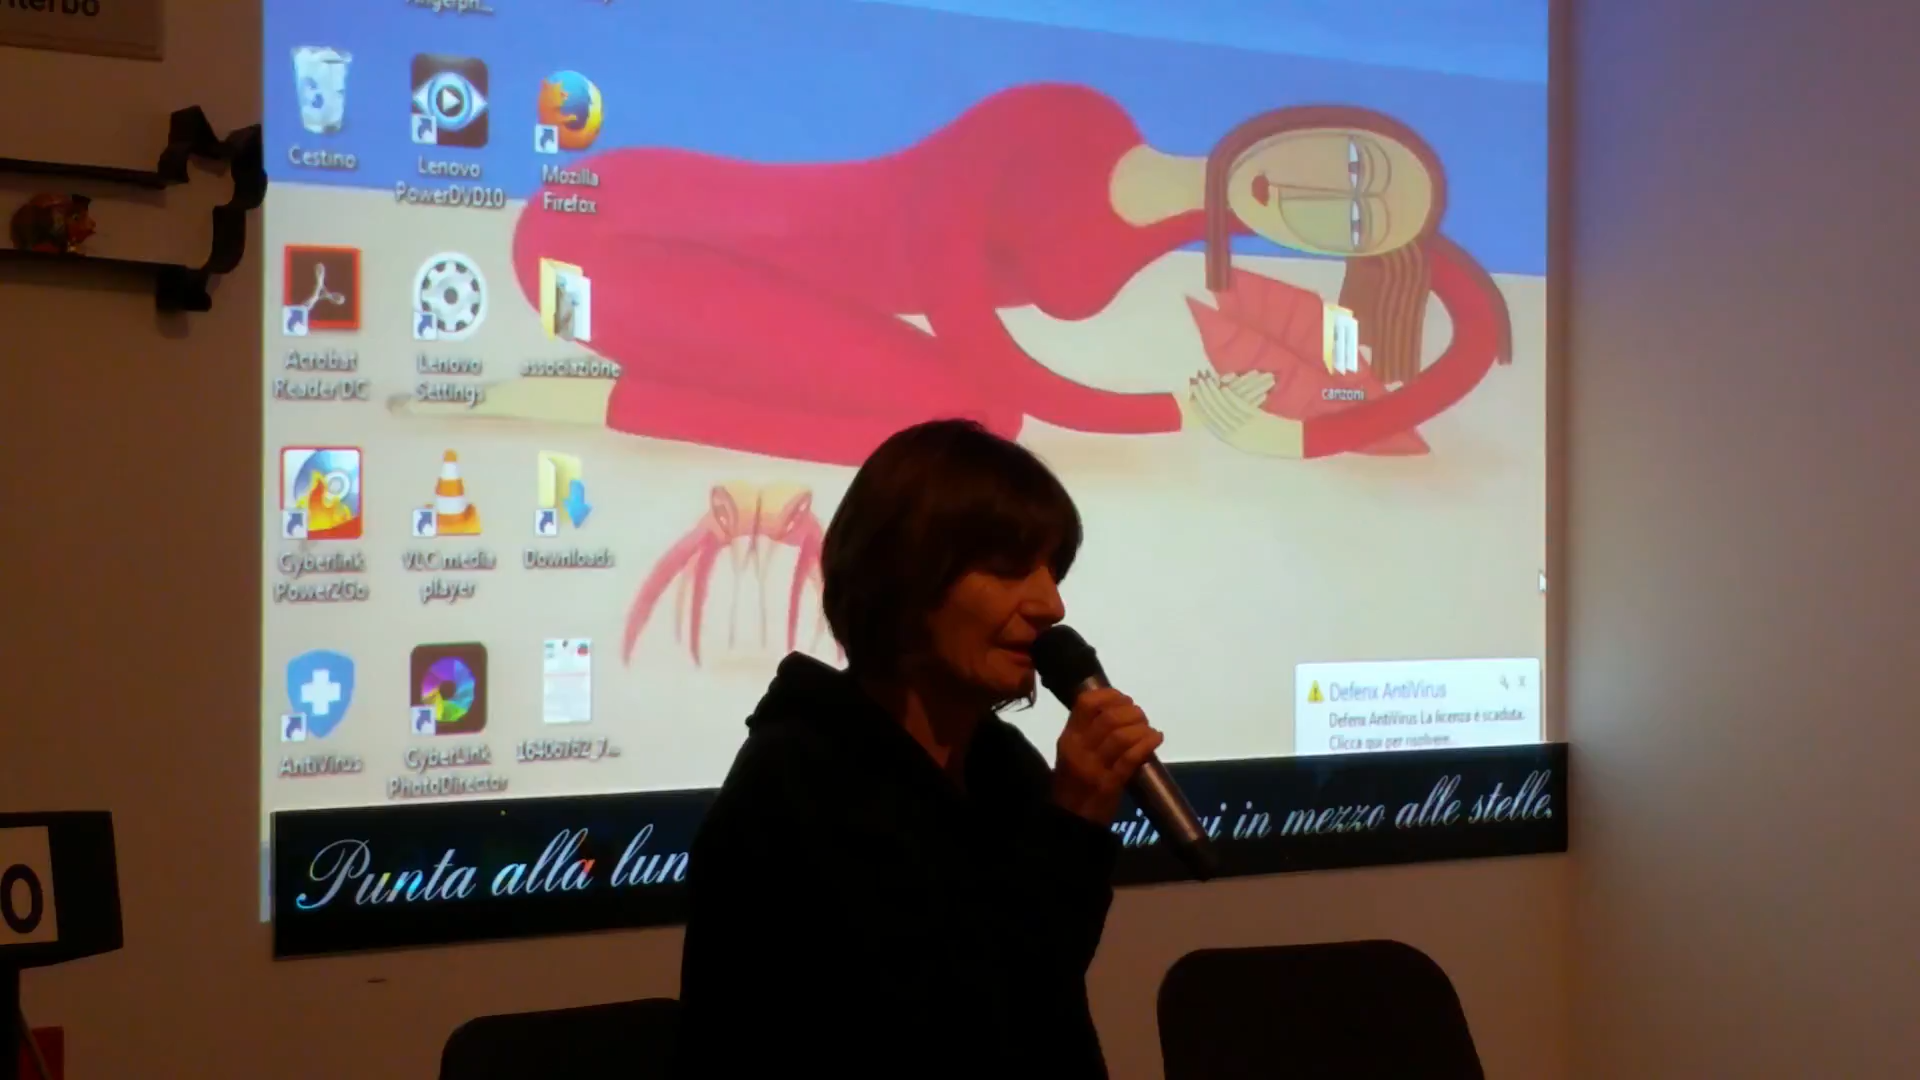 Cestino
Lenovo
PowerDVD10
Mozilla
Firefox
Acrobat
Reader DC
Lenovo
Settings
associazione
canzoni
Cyberlink
Power2Go
VLC media
player
Downloads
AntiVirus
CyberLink
PhotoDirector
Defenx AntiVirus
Defenx AntiVirus La licenza è scaduta.
Clicca qui per risolvere...
Punta alla
in mezzo alle stelle.